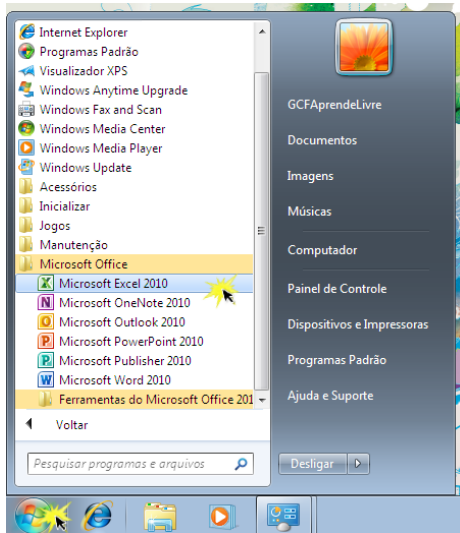 Internet Explorer
Programas Padrão
Visualizador XPS
Windows Anytime Upgrade
Windows Fax and Scan
Windows Media Center
Windows Media Player
Windows Update
Acessórios
Inicializar
Jogos
Manutenção
Microsoft Office
Microsoft Excel 2010
Microsoft OneNote 2010
Microsoft Outlook 2010
Microsoft PowerPoint 2010
Microsoft Publisher 2010
Microsoft Word 2010
Ferramentas do Microsoft Office 201
Voltar
Pesquisar programas e arquivos
GCFAprendeLivre
Documentos
Imagens
Músicas
Computador
Painel de Controle
Dispositivos e Impressoras
Programas Padrão
Ajuda e Suporte
Desligar